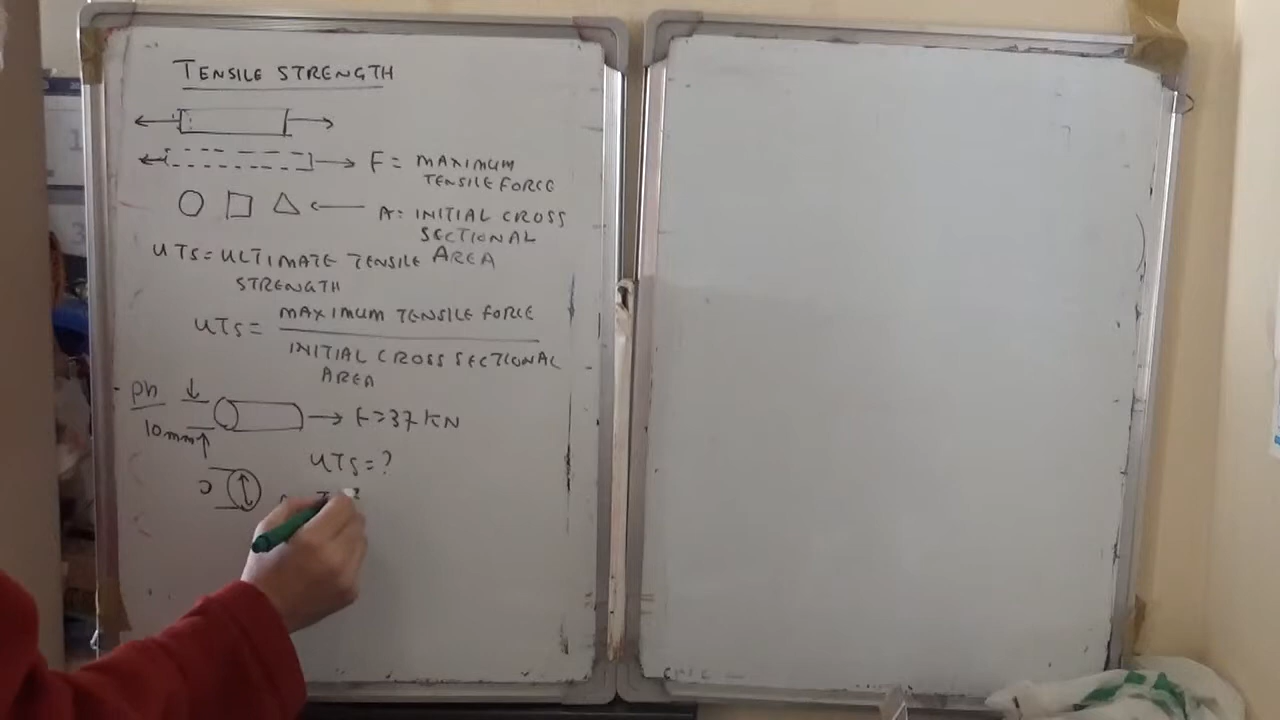 TENSILE STRENGTH
F = MAXIMUM
TENSILE FORCE
A = INITIAL CROSS
SECTIONAL
AREA
UTS = ULTIMATE TENSILE
STRENGTH
UTS = MAXIMUM TENSILE FORCE
INITIAL CROSS SECTIONAL
AREA
F = 37 KN
10mm
UTS = ?
D